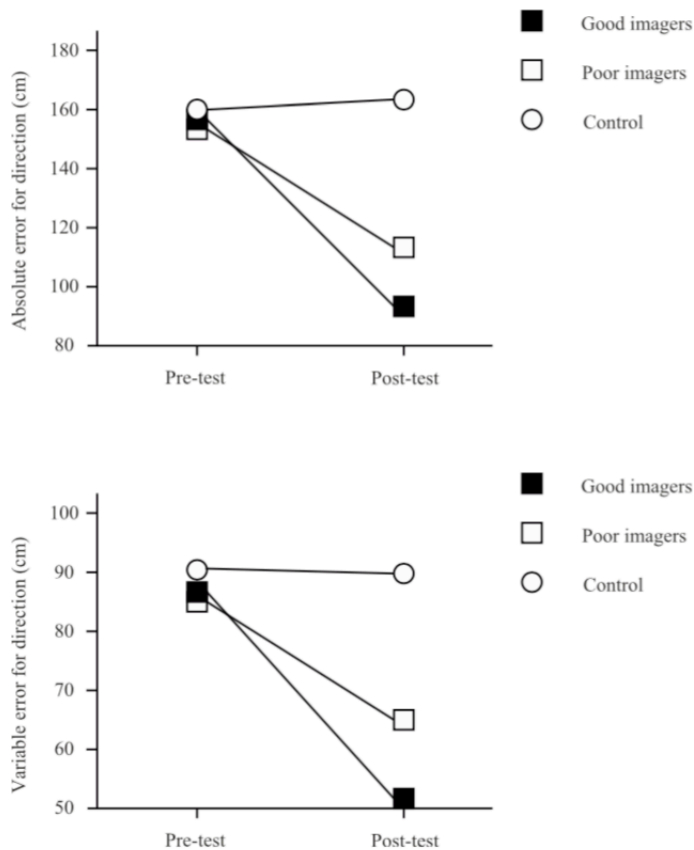 Good imagers
Poor imagers
Control
Absolute error for direction (cm)
180
160
140
120
100
80
Pre-test Post-test
Good imagers
Poor imagers
Control
Variable error for direction (cm)
100
90
80
70
60
50
Pre-test Post-test